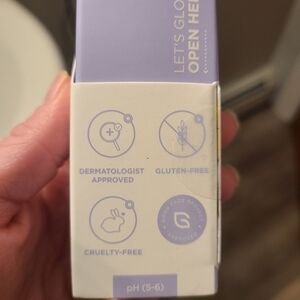 LET'S GLO
OPEN HE
DERMATOLOGIST
APPROVED
GLUTEN-FREE
CRUELTY-FREE
pH (5-6)